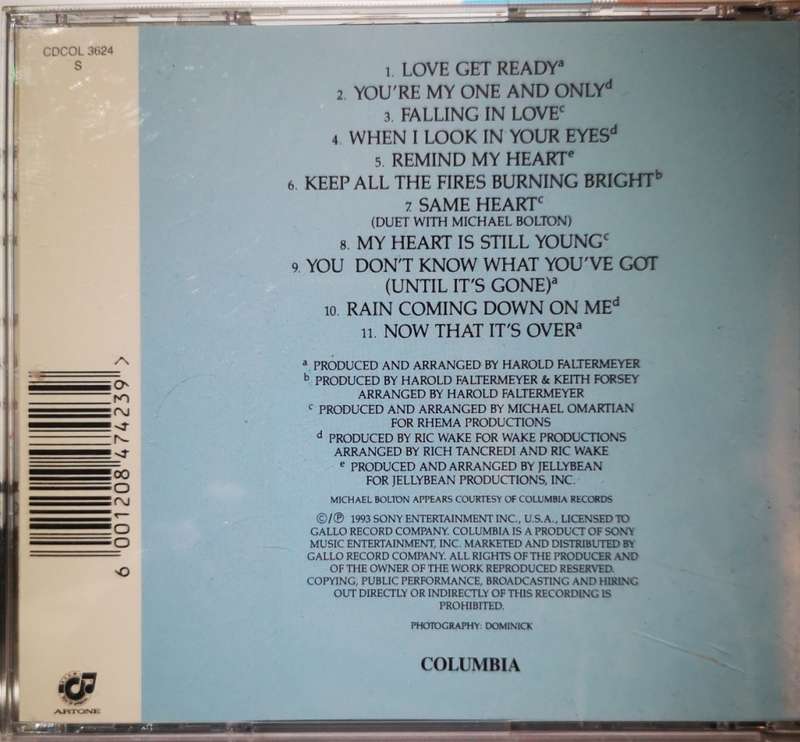 CDCOL 3624
S
1. LOVE GET READYᵃ
2. YOU'RE MY ONE AND ONLYᵈ
3. FALLING IN LOVEᶜ
4. WHEN I LOOK IN YOUR EYESᵈ
5. REMIND MY HEARTᵉ
6. KEEP ALL THE FIRES BURNING BRIGHTᵇ
7. SAME HEARTᶜ
(DUET WITH MICHAEL BOLTON)
8. MY HEART IS STILL YOUNGᶜ
9. YOU DON'T KNOW WHAT YOU'VE GOT
(UNTIL IT'S GONE)ᵃ
10. RAIN COMING DOWN ON MEᵈ
11. NOW THAT IT'S OVERᵃ
ᵃ PRODUCED AND ARRANGED BY HAROLD FALTERMEYER
ᵇ PRODUCED BY HAROLD FALTERMEYER & KEITH FORSEY
ARRANGED BY HAROLD FALTERMEYER
ᶜ PRODUCED AND ARRANGED BY MICHAEL OMARTIAN
FOR RHEMA PRODUCTIONS
ᵈ PRODUCED BY RIC WAKE FOR WAKE PRODUCTIONS
ARRANGED BY RICH TANCREDI AND RIC WAKE
ᵉ PRODUCED AND ARRANGED BY JELLYBEAN
FOR JELLYBEAN PRODUCTIONS, INC.
MICHAEL BOLTON APPEARS COURTESY OF COLUMBIA RECORDS
©/℗ 1993 SONY ENTERTAINMENT INC., U.S.A., LICENSED TO
GALLO RECORD COMPANY. COLUMBIA IS A PRODUCT OF SONY
MUSIC ENTERTAINMENT, INC. MARKETED AND DISTRIBUTED BY
GALLO RECORD COMPANY. ALL RIGHTS OF THE PRODUCER AND
OF THE OWNER OF THE WORK REPRODUCED RESERVED.
COPYING, PUBLIC PERFORMANCE, BROADCASTING AND HIRING
OUT DIRECTLY OR INDIRECTLY OF THIS RECORDING IS
PROHIBITED.
PHOTOGRAPHY: DOMINICK
COLUMBIA
6 001208 474239 >
ARTONE